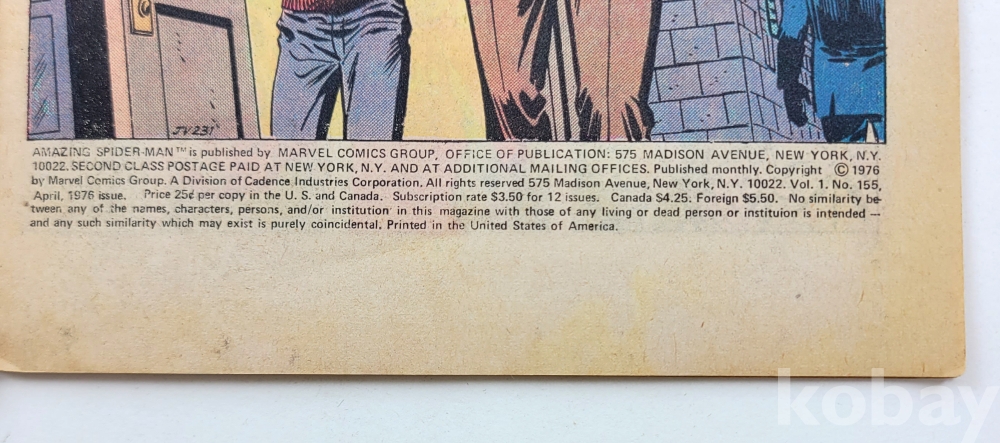 JV231
AMAZING SPIDER-MAN™ is published by MARVEL COMICS GROUP, OFFICE OF PUBLICATION: 575 MADISON AVENUE, NEW YORK, N.Y.
10022. SECOND CLASS POSTAGE PAID AT NEW YORK, N.Y. AND AT ADDITIONAL MAILING OFFICES. Published monthly. Copyright © 1976
by Marvel Comics Group. A Division of Cadence Industries Corporation. All rights reserved 575 Madison Avenue, New York, N.Y. 10022. Vol. 1. No. 155,
April, 1976 issue. Price 25¢ per copy in the U. S. and Canada. Subscription rate $3.50 for 12 issues. Canada $4.25. Foreign $5.50. No similarity be-
tween any of the names, characters, persons, and/or institution in this magazine with those of any living or dead person or instituion is intended —
and any such similarity which may exist is purely coincidental. Printed in the United States of America.
kobay